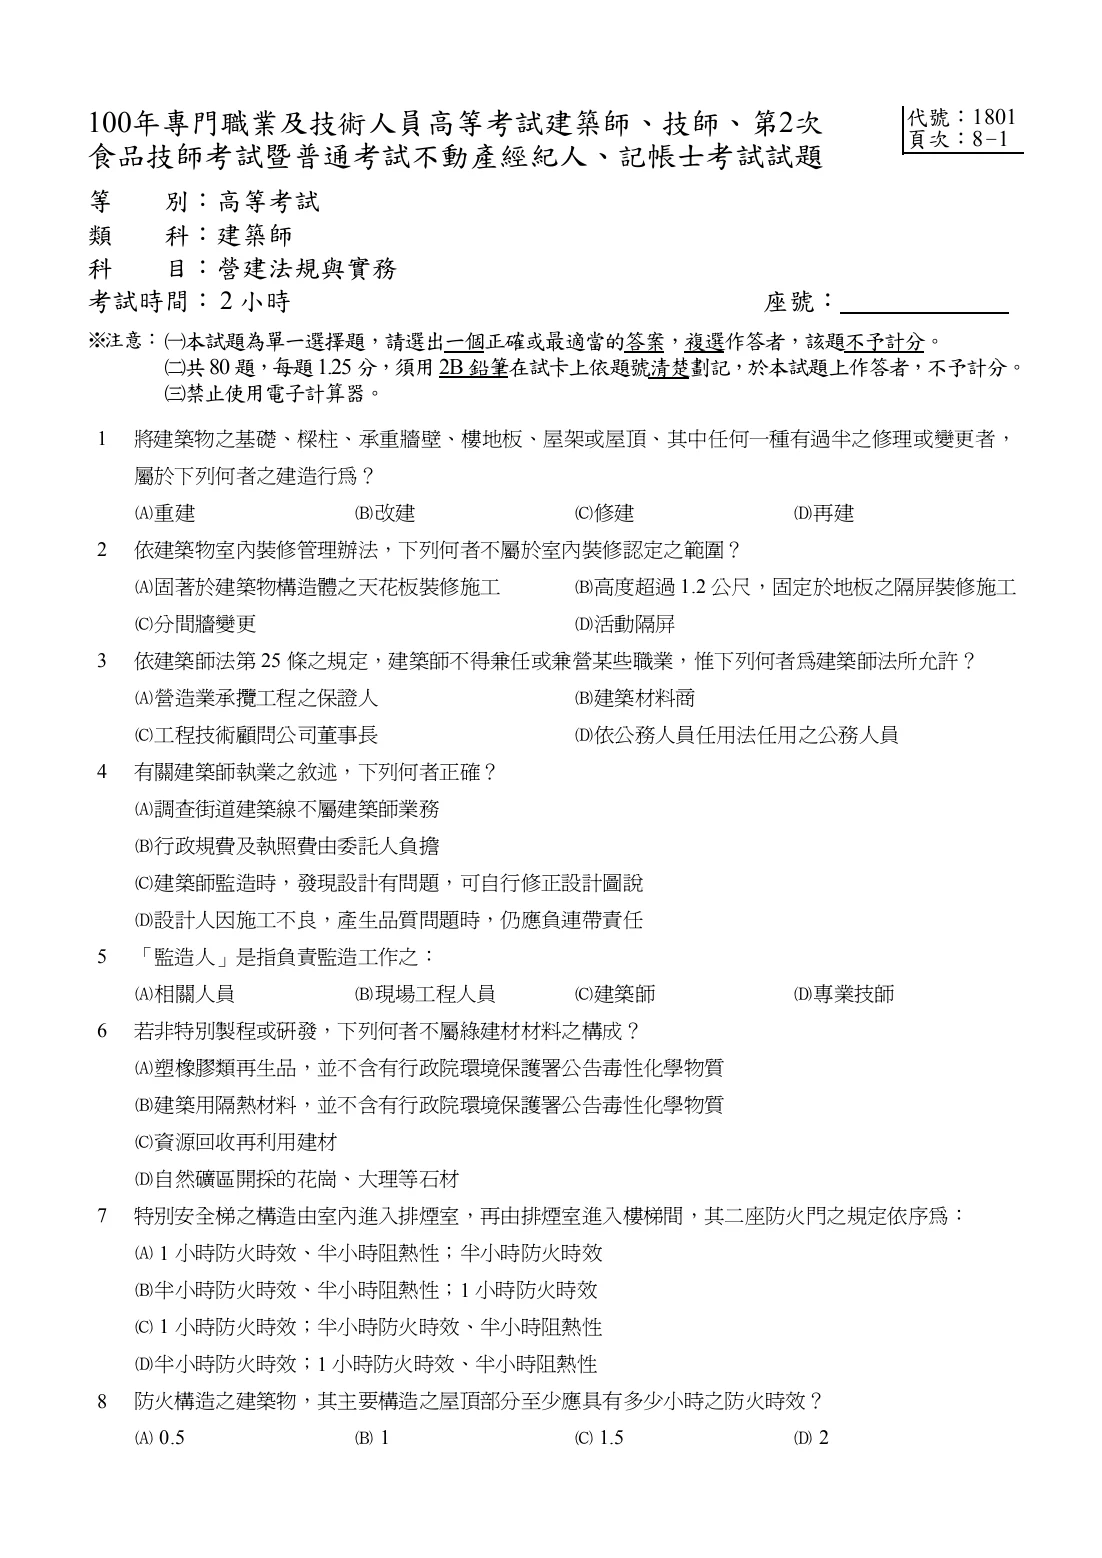 100年專門職業及技術人員高等考試建築師、技師、第2次
食品技師考試暨普通考試不動產經紀人、記帳士考試試題
代號：1801
頁次：8－1
等　　別：高等考試
類　　科：建築師
科　　目：營建法規與實務
考試時間：2 小時
座號：
※注意：㈠本試題為單一選擇題，請選出一個正確或最適當的答案，複選作答者，該題不予計分。
㈡共 80 題，每題 1.25 分，須用 2B 鉛筆在試卡上依題號清楚劃記，於本試題上作答者，不予計分。
㈢禁止使用電子計算器。
1 將建築物之基礎、樑柱、承重牆壁、樓地板、屋架或屋頂、其中任何一種有過半之修理或變更者，
屬於下列何者之建造行為？
(A)重建 (B)改建 (C)修建 (D)再建
2 依建築物室內裝修管理辦法，下列何者不屬於室內裝修認定之範圍？
(A)固著於建築物構造體之天花板裝修施工 (B)高度超過 1.2 公尺，固定於地板之隔屏裝修施工
(C)分間牆變更 (D)活動隔屏
3 依建築師法第 25 條之規定，建築師不得兼任或兼營某些職業，惟下列何者為建築師法所允許？
(A)營造業承攬工程之保證人 (B)建築材料商
(C)工程技術顧問公司董事長 (D)依公務人員任用法任用之公務人員
4 有關建築師執業之敘述，下列何者正確？
(A)調查街道建築線不屬建築師業務
(B)行政規費及執照費由委託人負擔
(C)建築師監造時，發現設計有問題，可自行修正設計圖說
(D)設計人因施工不良，產生品質問題時，仍應負連帶責任
5 「監造人」是指負責監造工作之：
(A)相關人員 (B)現場工程人員 (C)建築師 (D)專業技師
6 若非特別製程或研發，下列何者不屬綠建材材料之構成？
(A)塑橡膠類再生品，並不含有行政院環境保護署公告毒性化學物質
(B)建築用隔熱材料，並不含有行政院環境保護署公告毒性化學物質
(C)資源回收再利用建材
(D)自然礦區開採的花崗、大理等石材
7 特別安全梯之構造由室內進入排煙室，再由排煙室進入樓梯間，其二座防火門之規定依序為：
(A) 1 小時防火時效、半小時阻熱性；半小時防火時效
(B)半小時防火時效、半小時阻熱性；1 小時防火時效
(C) 1 小時防火時效；半小時防火時效、半小時阻熱性
(D)半小時防火時效；1 小時防火時效、半小時阻熱性
8 防火構造之建築物，其主要構造之屋頂部分至少應具有多少小時之防火時效？
(A) 0.5 (B) 1 (C) 1.5 (D) 2